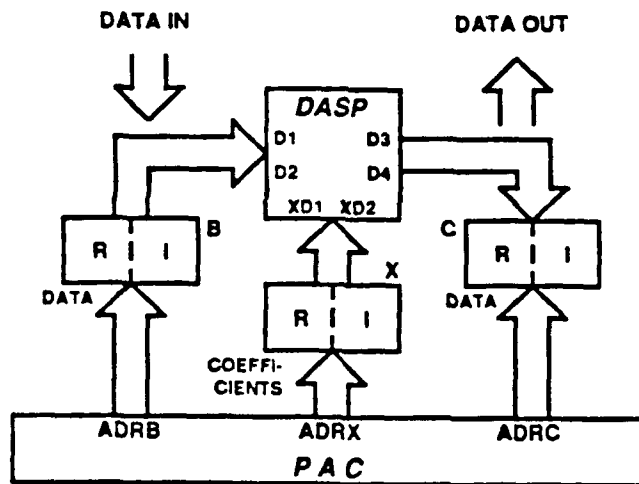 DATA IN
DATA OUT
DASP
D1
D3
D2
D4
XD1 XD2
B
C
R I
R I
X
DATA
DATA
R I
COEFFI-
CIENTS
ADRB
ADRX
ADRC
PAC